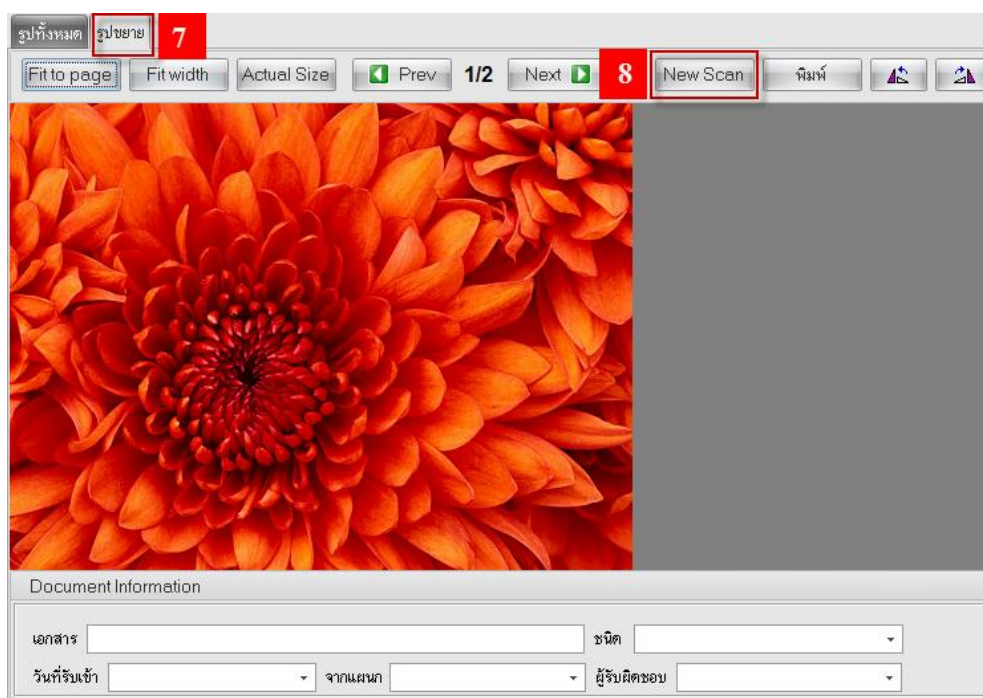 รูปทั้งหมด รูปขยาย 7
Fit to page Fit width Actual Size Prev 1/2 Next 8 New Scan พิมพ์
Document Information
เอกสาร ชนิด
วันที่รับเข้า จากแผนก ผู้รับผิดชอบ